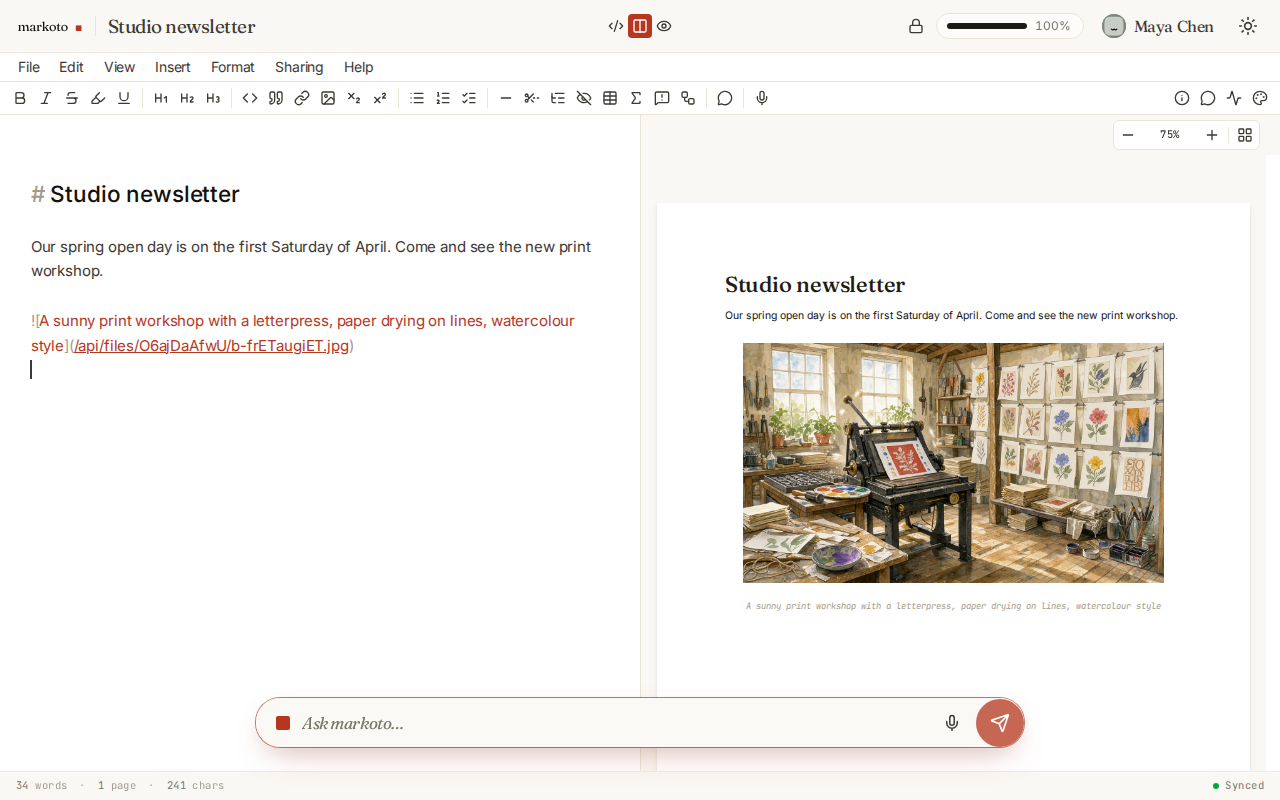 markoto
Studio newsletter
100%
Maya Chen
File Edit View Insert Format Sharing Help
H1 H2 H3
75%
# Studio newsletter
Our spring open day is on the first Saturday of April. Come and see the new print
workshop.
![A sunny print workshop with a letterpress, paper drying on lines, watercolour
style](/api/files/O6ajDaAfwU/b-frETaugiET.jpg)
Studio newsletter
Our spring open day is on the first Saturday of April. Come and see the new print workshop.
A sunny print workshop with a letterpress, paper drying on lines, watercolour style
Ask markoto...
34 words · 1 page · 241 chars
Synced